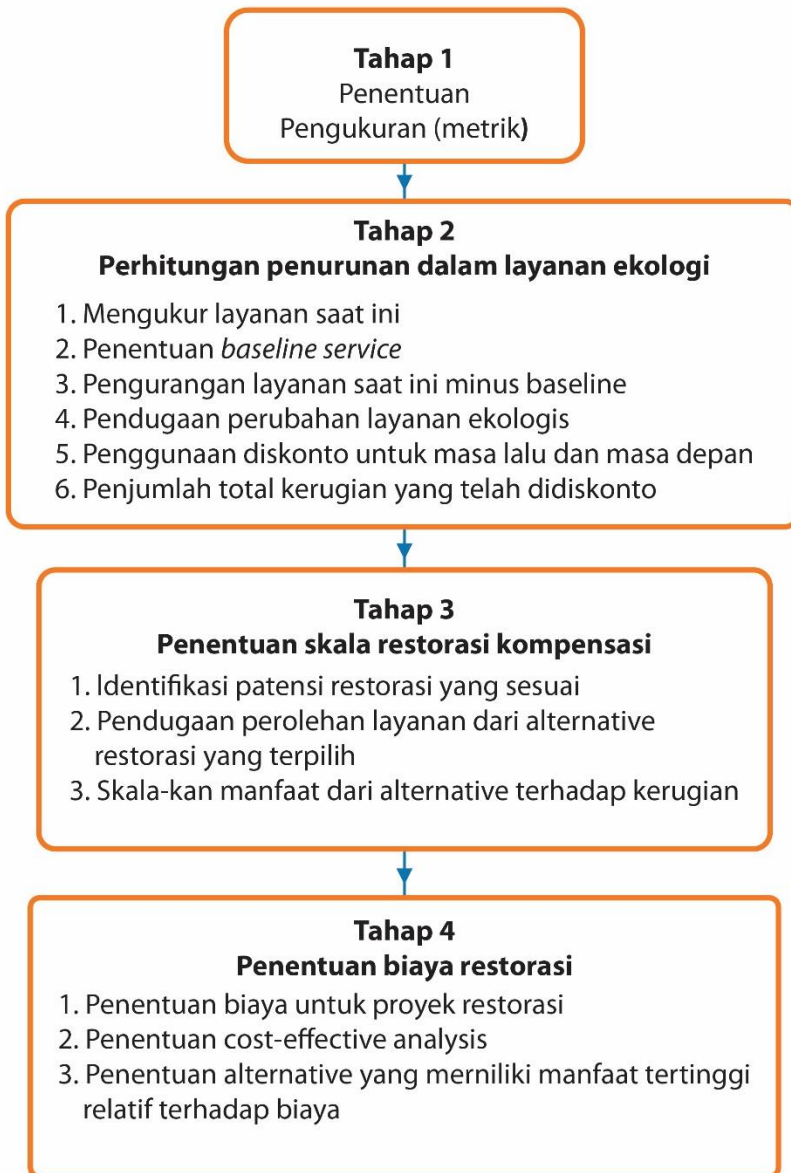 Tahap 1
Penentuan
Pengukuran (metrik)
Tahap 2
Perhitungan penurunan dalam layanan ekologi
1. Mengukur layanan saat ini
2. Penentuan baseline service
3. Pengurangan layanan saat ini minus baseline
4. Pendugaan perubahan layanan ekologis
5. Penggunaan diskonto untuk masa lalu dan masa depan
6. Penjumlah total kerugian yang telah didiskonto
Tahap 3
Penentuan skala restorasi kompensasi
1. Identifikasi patensi restorasi yang sesuai
2. Pendugaan perolehan layanan dari alternative
restorasi yang terpilih
3. Skala-kan manfaat dari alternative terhadap kerugian
Tahap 4
Penentuan biaya restorasi
1. Penentuan biaya untuk proyek restorasi
2. Penentuan cost-effective analysis
3. Penentuan alternative yang merniliki manfaat tertinggi
relatif terhadap biaya